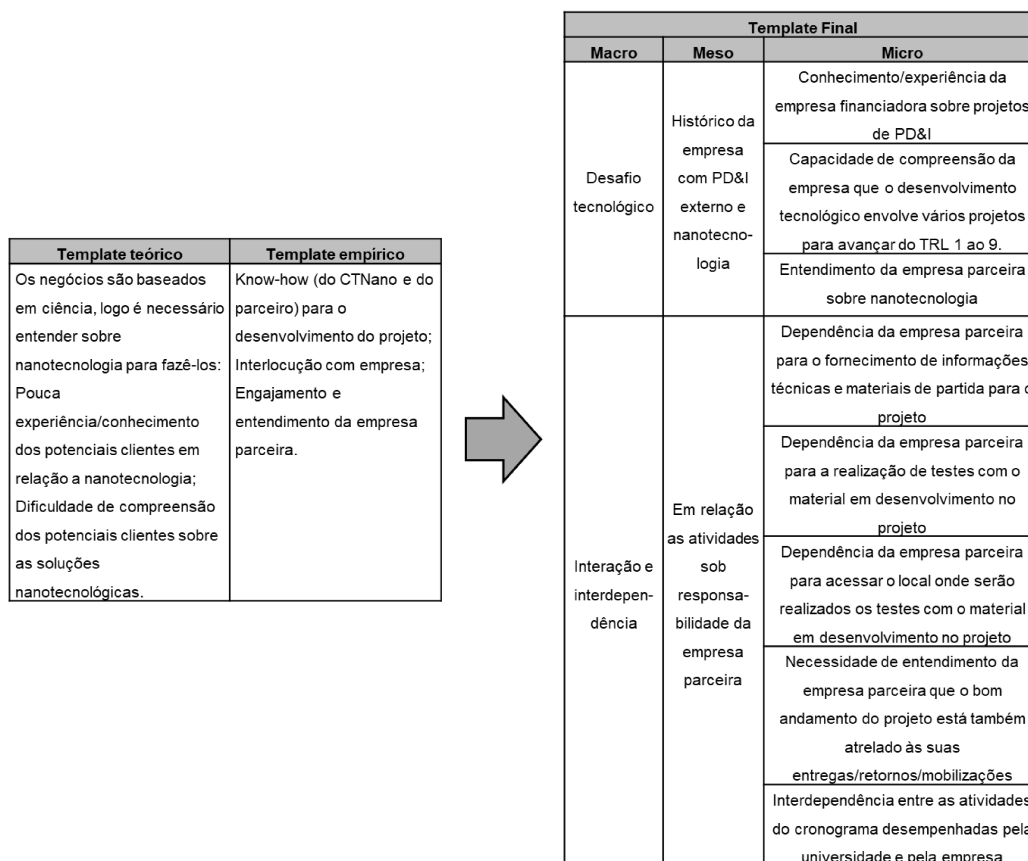 Template teórico
Template empírico
Os negócios são baseados
em ciência, logo é necessário
entender sobre
nanotecnologia para fazê-los:
Pouca
experiência/conhecimento
dos potenciais clientes em
relação a nanotecnologia;
Dificuldade de compreensão
dos potenciais clientes sobre
as soluções
nanotecnológicas.
Know-how (do CTNano e do
parceiro) para o
desenvolvimento do projeto;
Interlocução com empresa;
Engajamento e
entendimento da empresa
parceira.
Template Final
Macro
Meso
Micro
Desafio
tecnológico
Histórico da
empresa
com PD&I
externo e
nanotecno-
logia
Conhecimento/experiência da
empresa financiadora sobre projetos
de PD&I
Capacidade de compreensão da
empresa que o desenvolvimento
tecnológico envolve vários projetos
para avançar do TRL 1 ao 9.
Entendimento da empresa parceira
sobre nanotecnologia
Interação e
interdepen-
dência
Em relação
as atividades
sob
responsa-
bilidade da
empresa
parceira
Dependência da empresa parceira
para o fornecimento de informações
técnicas e materiais de partida para
projeto
Dependência da empresa parceira
para a realização de testes com o
material em desenvolvimento no
projeto
Dependência da empresa parceira
para acessar o local onde serão
realizados os testes com o material
em desenvolvimento no projeto
Necessidade de entendimento da
empresa parceira que o bom
andamento do projeto está também
atrelado às suas
entregas/retornos/mobilizações
Interdependência entre as atividades
do cronograma desempenhadas pela
universidade e pela empresa